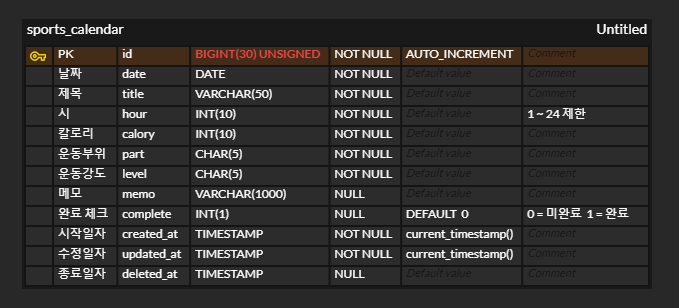 sports_calendar Untitled
PK id BIGINT(30) UNSIGNED NOT NULL AUTO_INCREMENT Comment
날짜 date DATE NOT NULL Default value Comment
제목 title VARCHAR(50) NOT NULL Default value Comment
시 hour INT(10) NOT NULL Default value 1 ~ 24 제한
칼로리 calory INT(10) NOT NULL Default value Comment
운동부위 part CHAR(5) NOT NULL Default value Comment
운동강도 level CHAR(5) NOT NULL Default value Comment
메모 memo VARCHAR(1000) NULL Default value Comment
완료 체크 complete INT(1) NULL DEFAULT 0 0 = 미완료 1 = 완료
시작일자 created_at TIMESTAMP NOT NULL current_timestamp() Comment
수정일자 updated_at TIMESTAMP NOT NULL current_timestamp() Comment
종료일자 deleted_at TIMESTAMP NULL Default value Comment